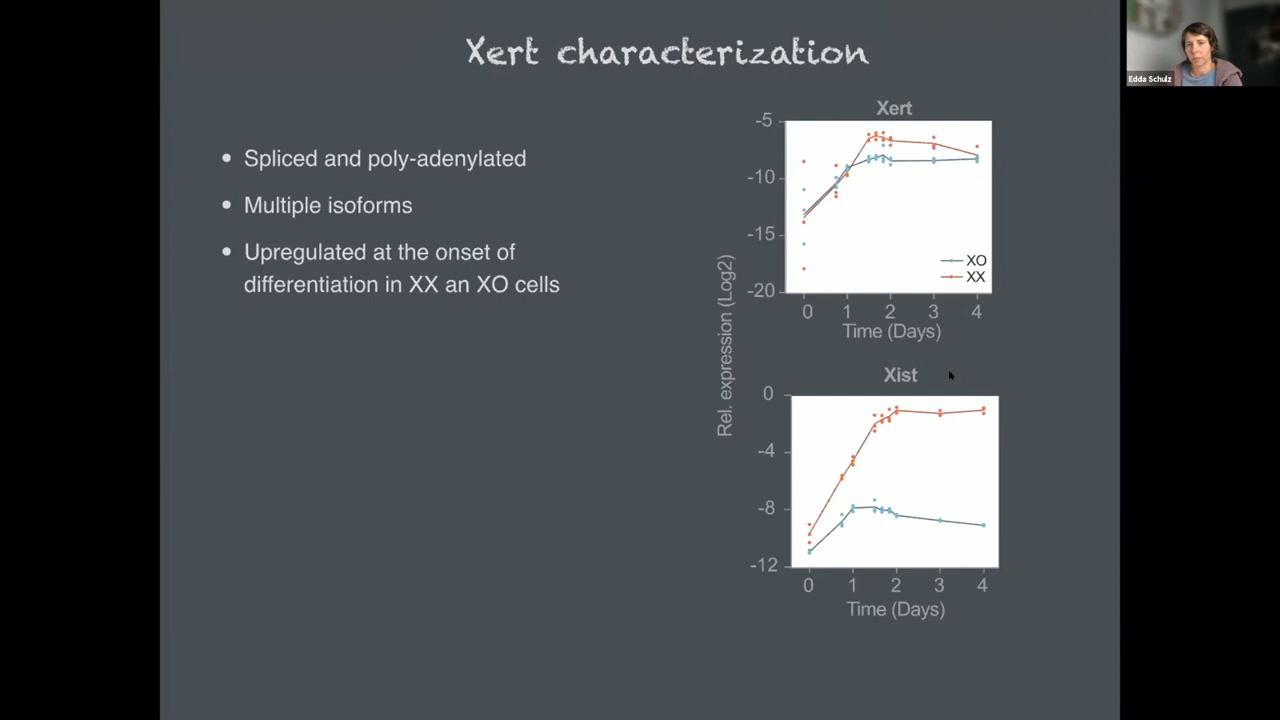 Xert characterization
Edda Schulz
Spliced and poly-adenylated
Multiple isoforms
Upregulated at the onset of
differentiation in XX an XO cells
Rel. expression (Log2)
Xert
-5
-10
-15
-20
XO
XX
0 1 2 3 4
Time (Days)
Xist
0
-4
-8
-12
0 1 2 3 4
Time (Days)